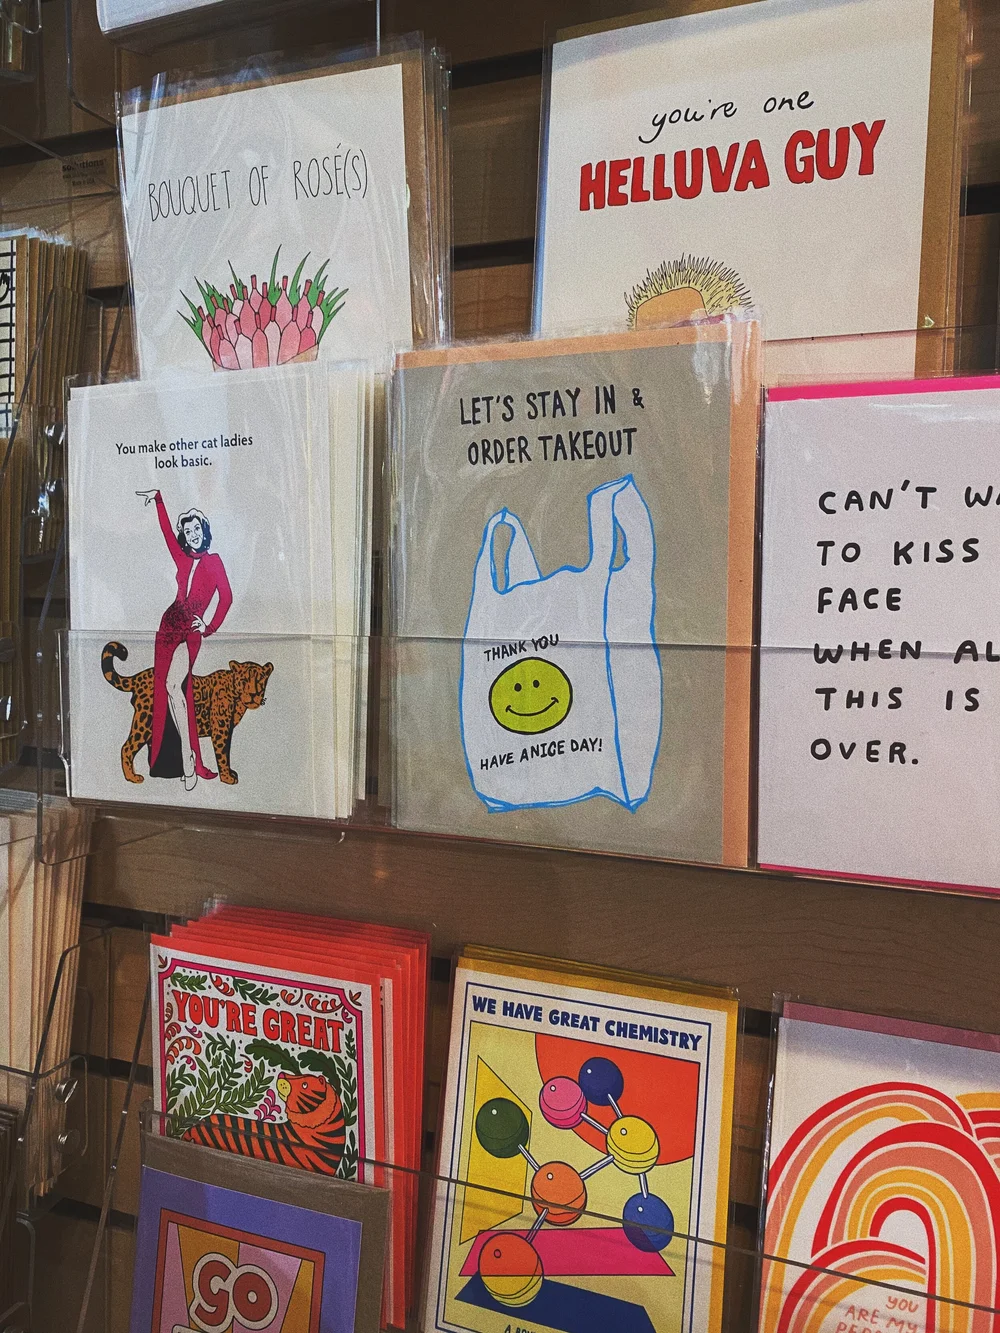 BOUQUET OF ROSÉ(S)
you're one
HELLUVA GUY
You make other cat ladies
look basic.
LET'S STAY IN &
ORDER TAKEOUT
THANK YOU
HAVE A NICE DAY!
CAN'T
TO KISS
FACE
WHEN
THIS IS
OVER.
YOU'RE GREAT
WE HAVE GREAT CHEMISTRY
GO
YOU
ARE MY